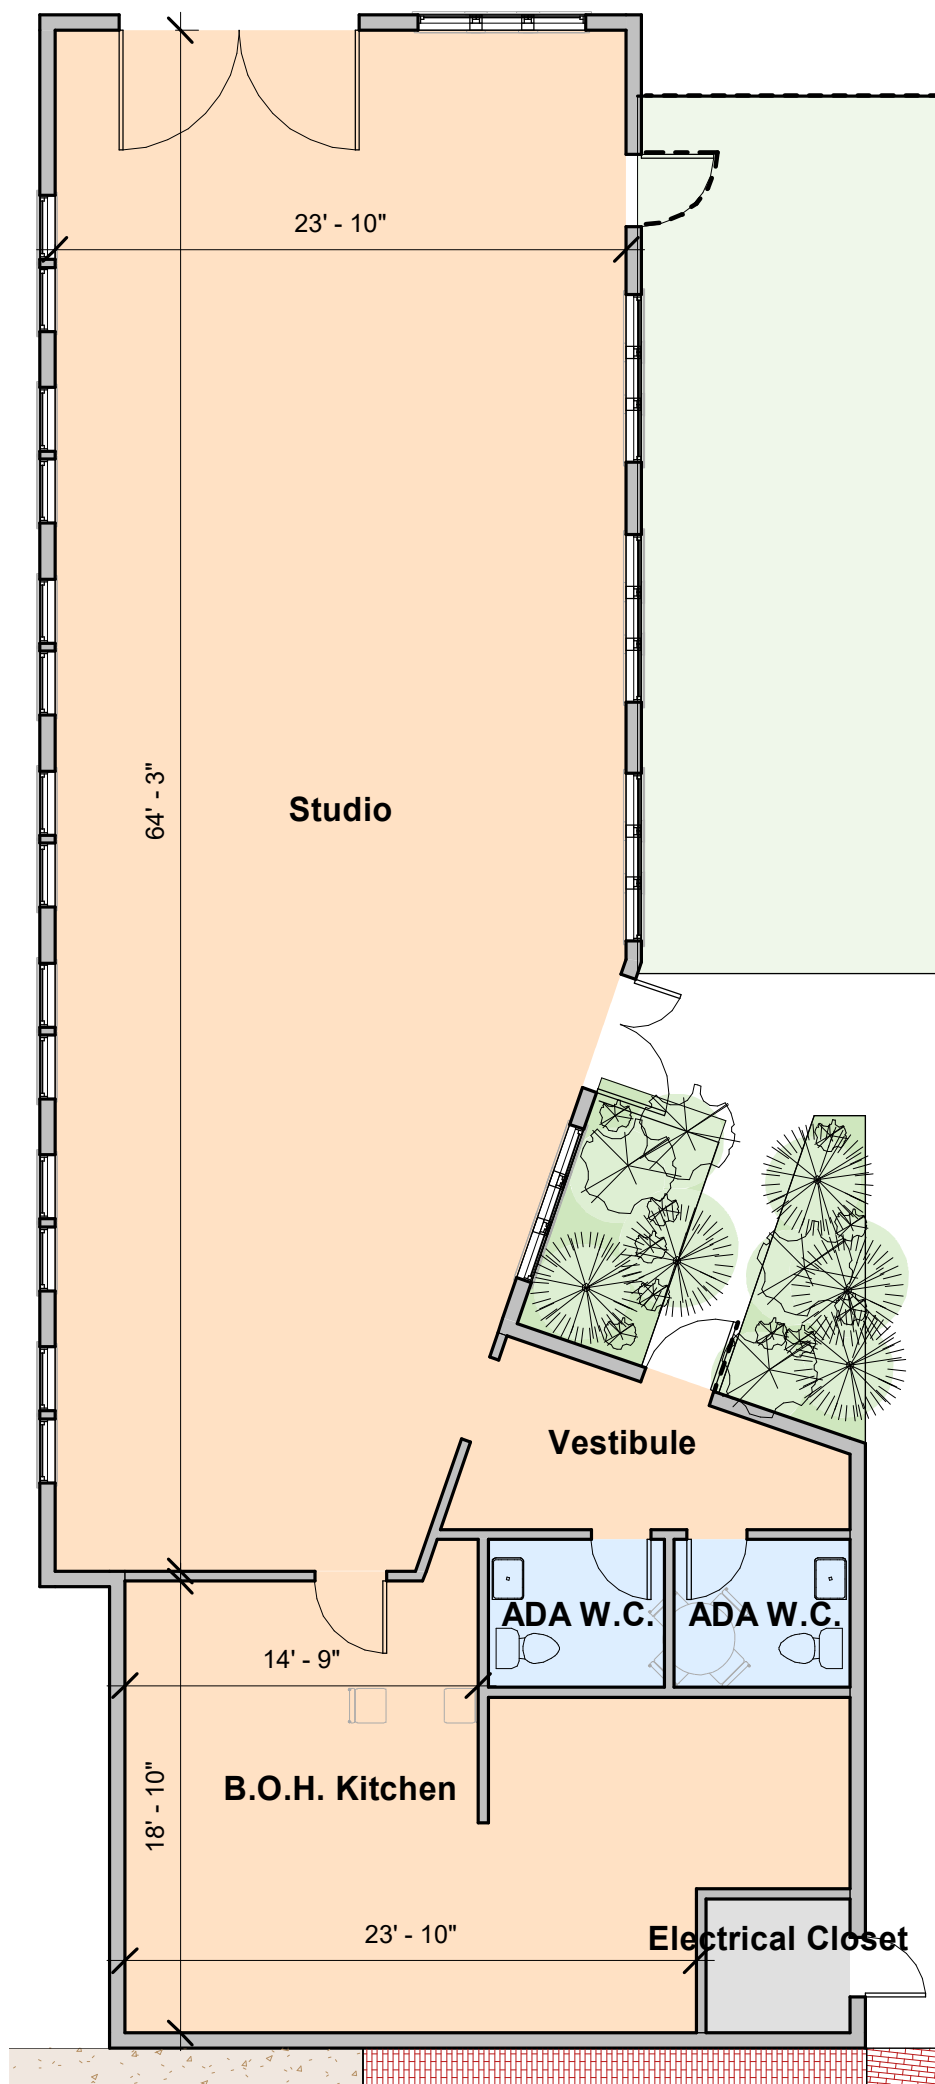 23' - 10"
64' - 3"
Studio
Vestibule
ADA W.C.
ADA W.C.
14' - 9"
B.O.H. Kitchen
18' - 10"
23' - 10"
Electrical Closet